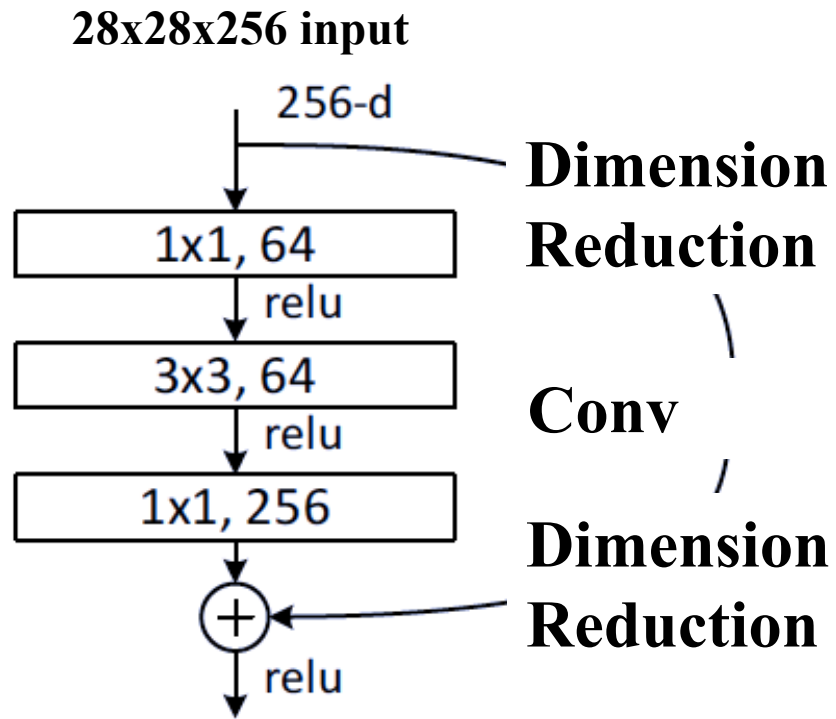 28x28x256 input
256-d
Dimension
Reduction
1x1, 64
relu
3x3, 64
Conv
relu
1x1, 256
Dimension
Reduction
+
relu